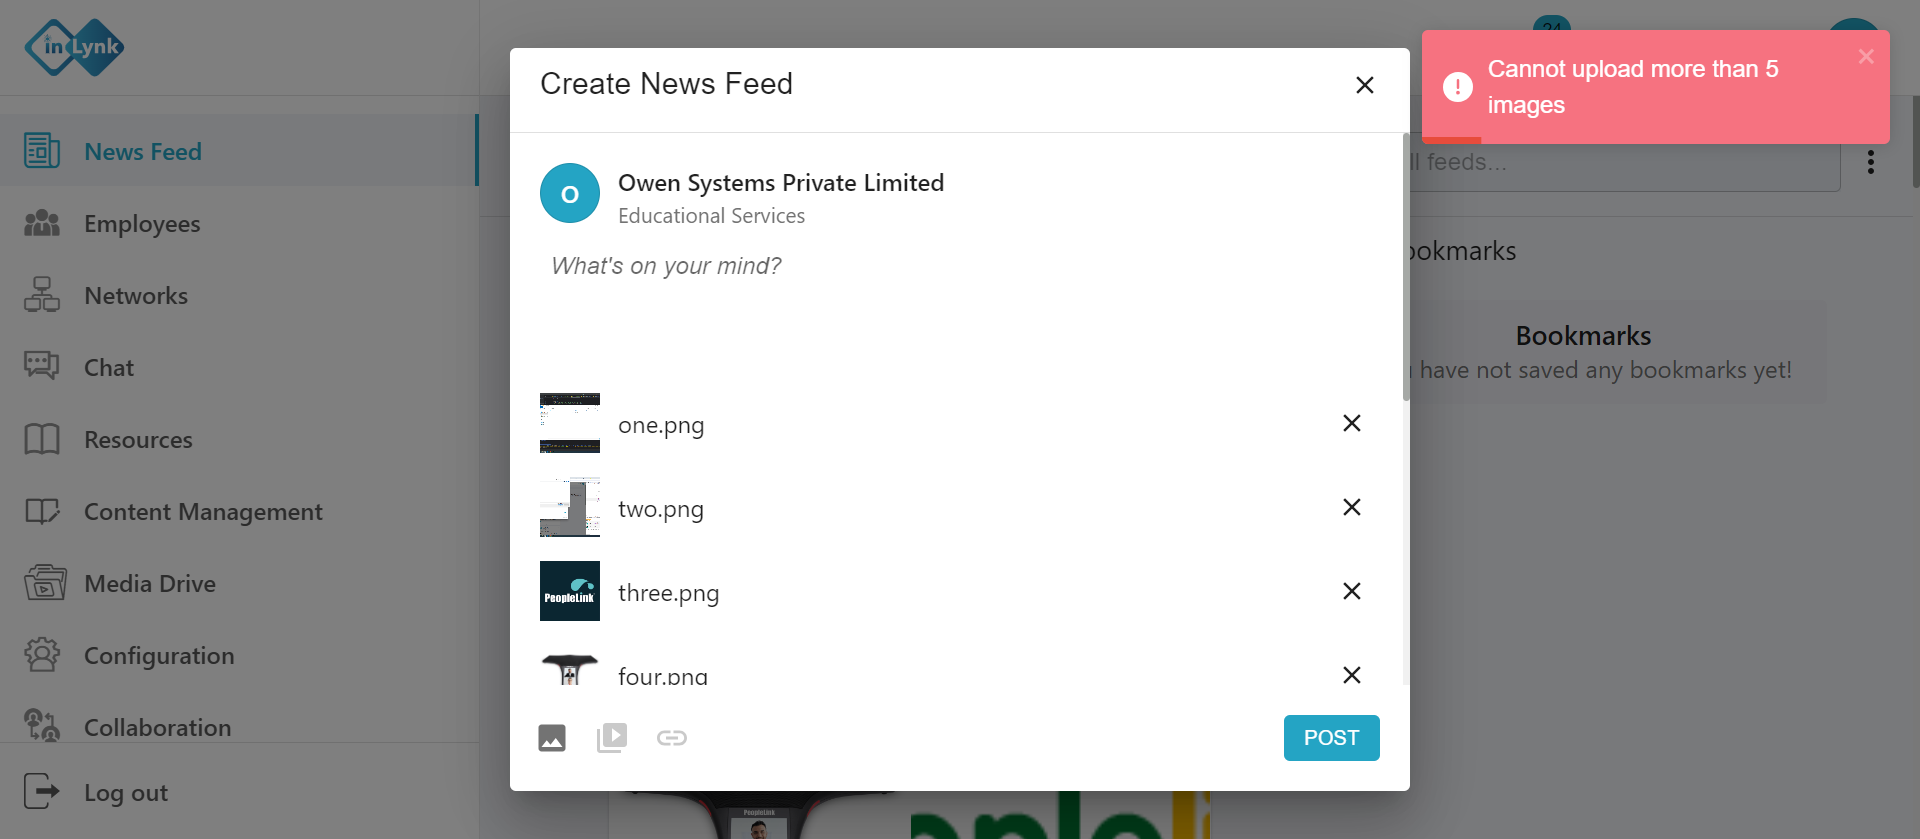 inLynk
News Feed
Employees
Networks
Chat
Resources
Content Management
Media Drive
Configuration
Collaboration
Log out
Create News Feed
O
Owen Systems Private Limited
Educational Services
What's on your mind?
one.png
two.png
PeopleLink
three.png
four.png
POST
24
Cannot upload more than 5
images
ll feeds...
ookmarks
Bookmarks
have not saved any bookmarks yet!
PeopleLink